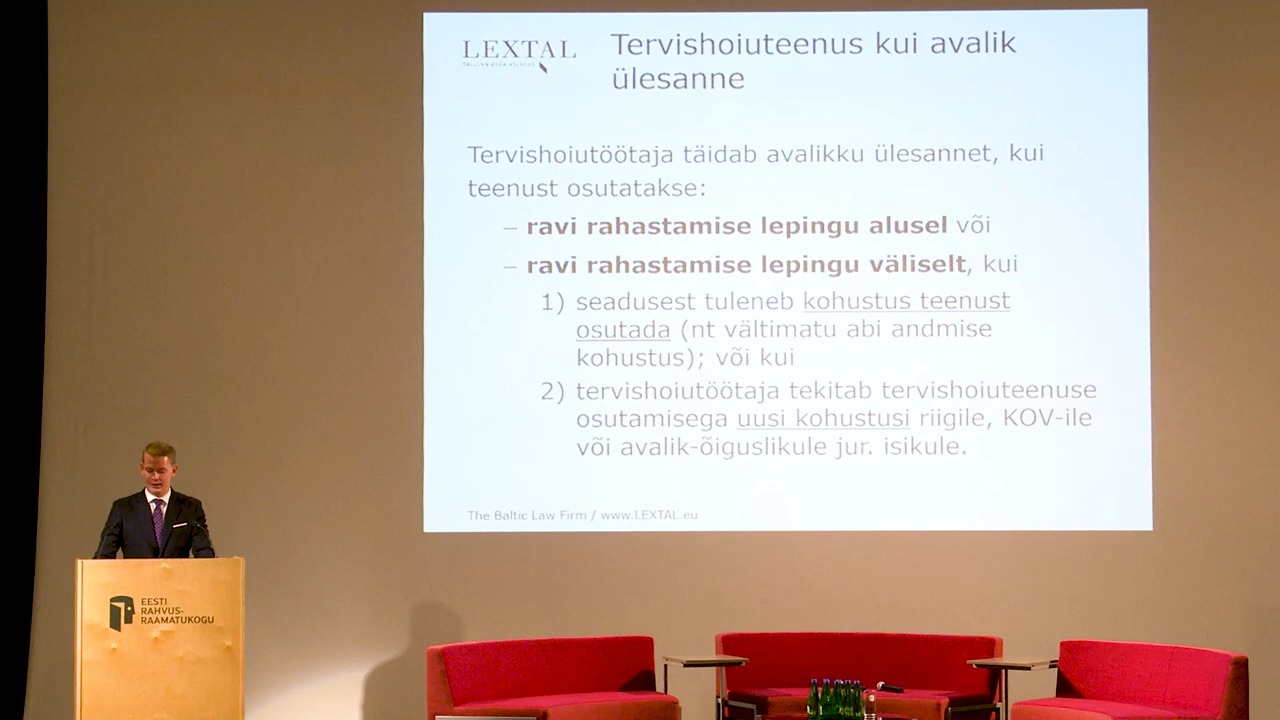 LEXTAL
Tervishoiuteenus kui avalik
ülesanne
Tervishoiutöötaja täidab avalikku ülesannet, kui
teenust osutatakse:
– ravi rahastamise lepingu alusel või
– ravi rahastamise lepingu väliselt, kui
1) seadusest tuleneb kohustus teenust
osutada (nt vältimatu abi andmise
kohustus); või kui
2) tervishoiutöötaja tekitab tervishoiuteenuse
osutamisega uusi kohustusi riigile, KOV-ile
või avalik-õiguslikule jur. isikule.
The Baltic Law Firm / www.LEXTAL.eu
EESTI
RAHVUS-
RAAMATUKOGU